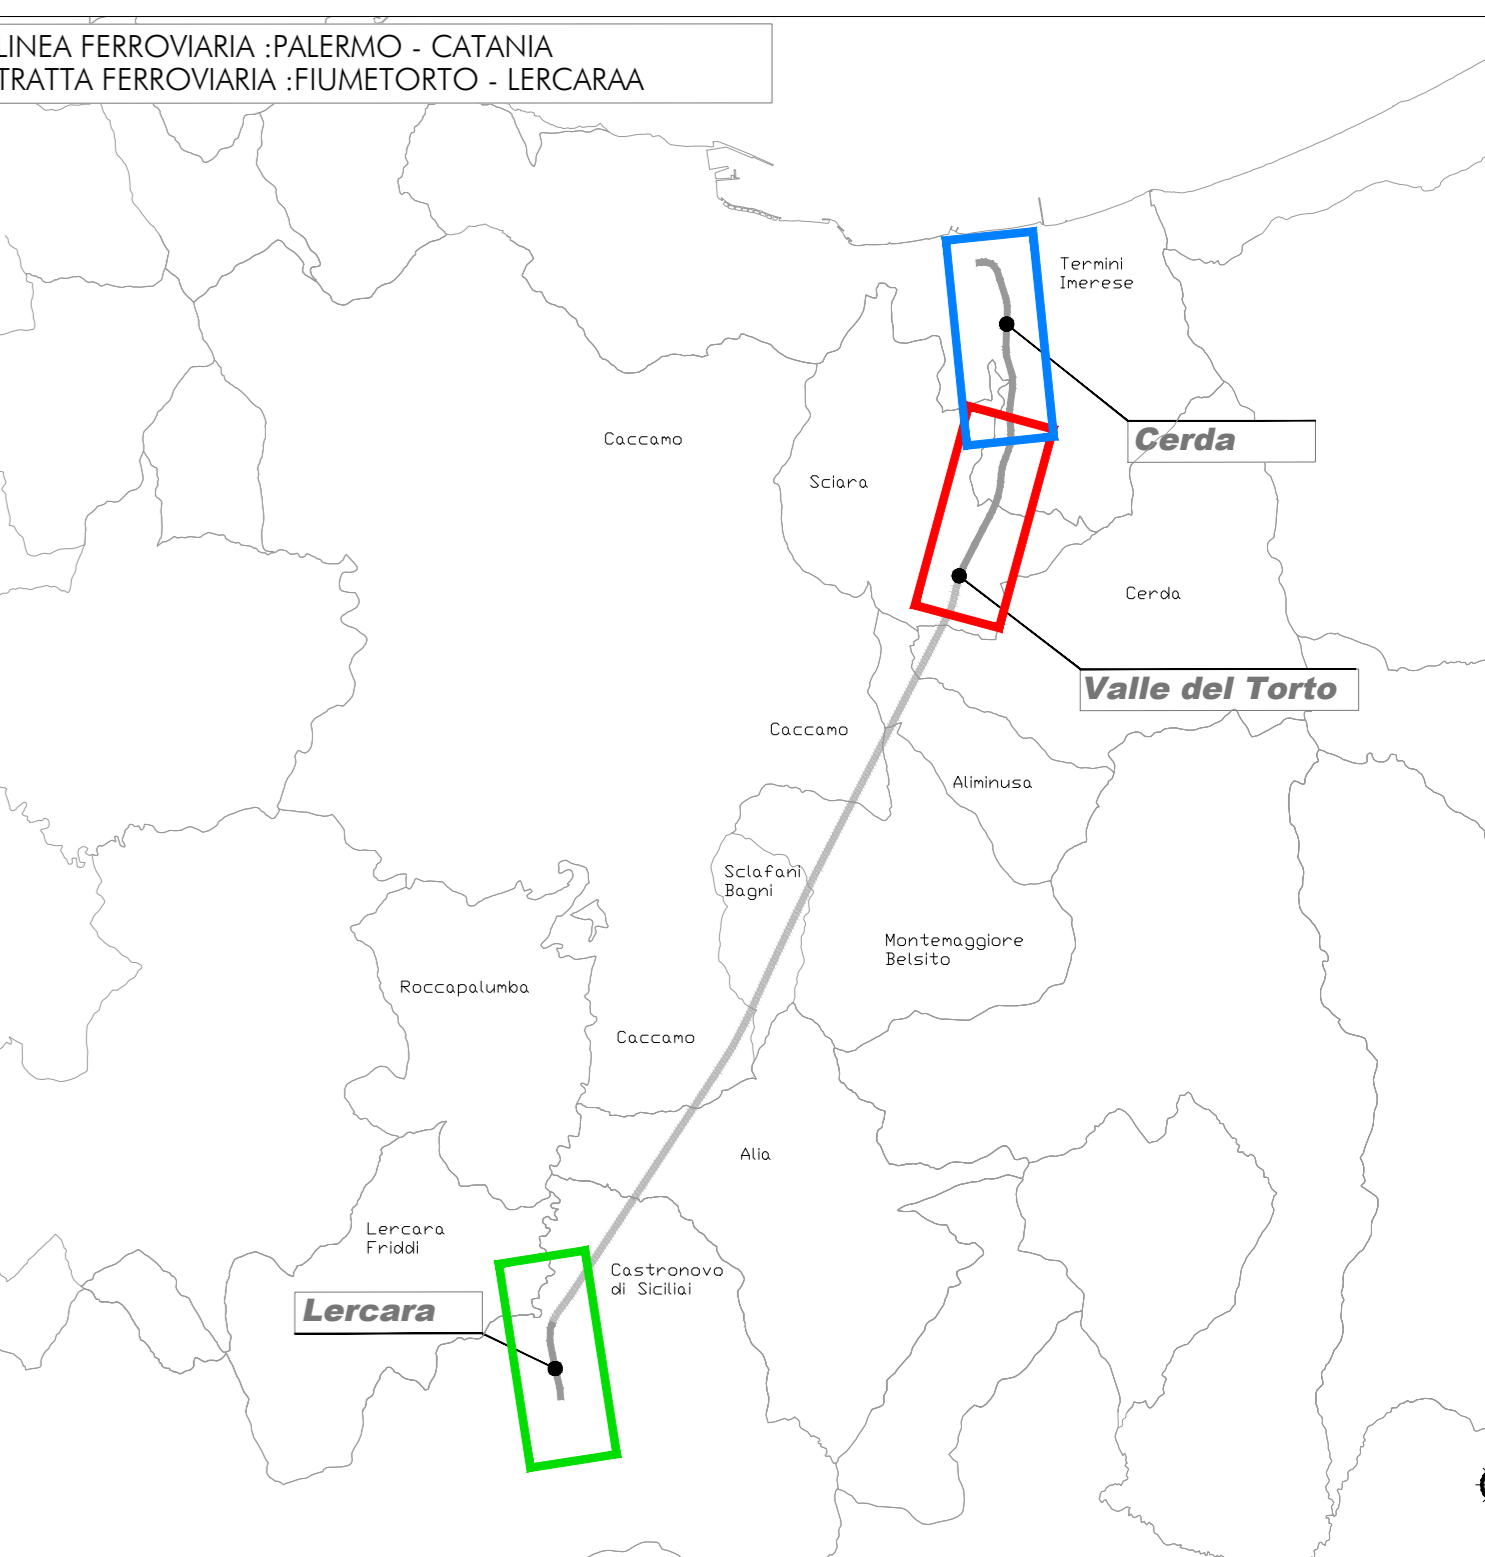 LINEA FERROVIARIA :PALERMO - CATANIA
TRATTA FERROVIARIA :FIUMETORTO - LERCARAA
Termini
Imerese
Caccamo
Cerda
Sciara
Cerda
Valle del Torto
Caccamo
Aliminusa
Sclafani
Bagni
Montemaggiore
Belsito
Roccapalumba
Caccamo
Alia
Lercara
Friddi
Castronovo
di Siciliai
Lercara